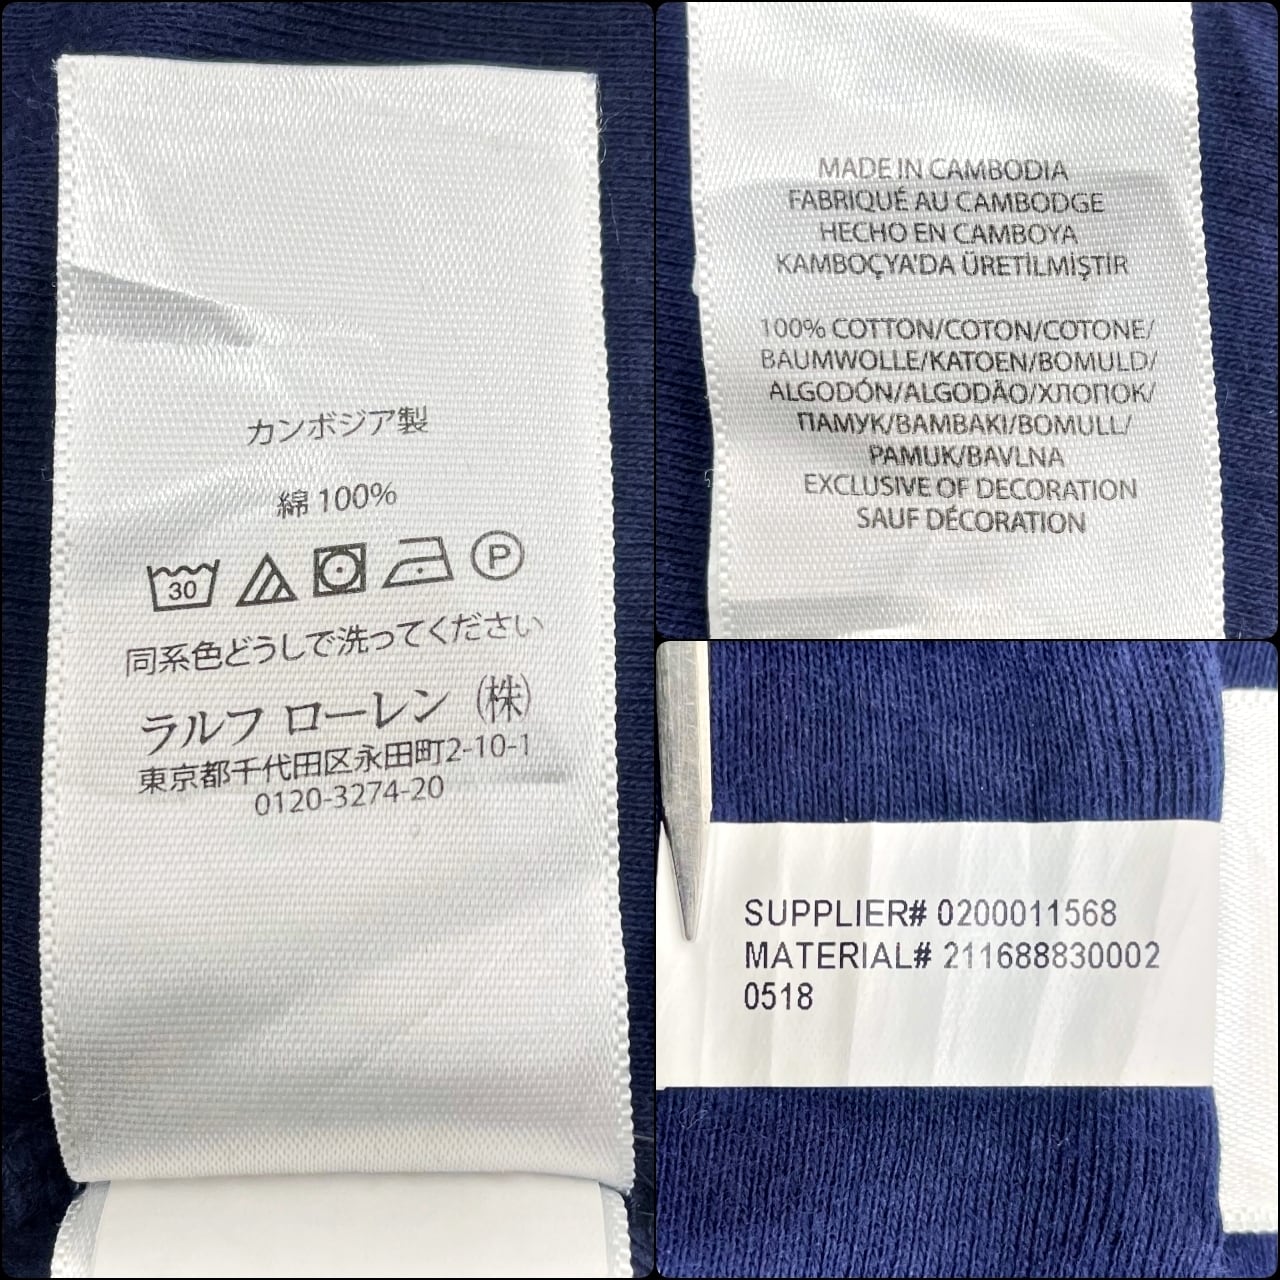 カンボジア製
綿 100%
30 P
同系色どうしで洗ってください
ラルフ ローレン (株)
東京都千代田区永田町2-10-1
0120-3274-20
MADE IN CAMBODIA
FABRIQUÉ AU CAMBODGE
HECHO EN CAMBOYA
KAMBOÇYA'DA ÜRETİLMİŞTİR
100% COTTON/COTON/COTONE/
BAUMWOLLE/KATOEN/BOMULD/
ALGODÓN/ALGODÃO/ХЛОПОК/
ПАМУК/BAMBAKI/BOMULL/
PAMUK/BAVLNA
EXCLUSIVE OF DECORATION
SAUF DÉCORATION
SUPPLIER# 0200011568
MATERIAL# 211688830002
0518